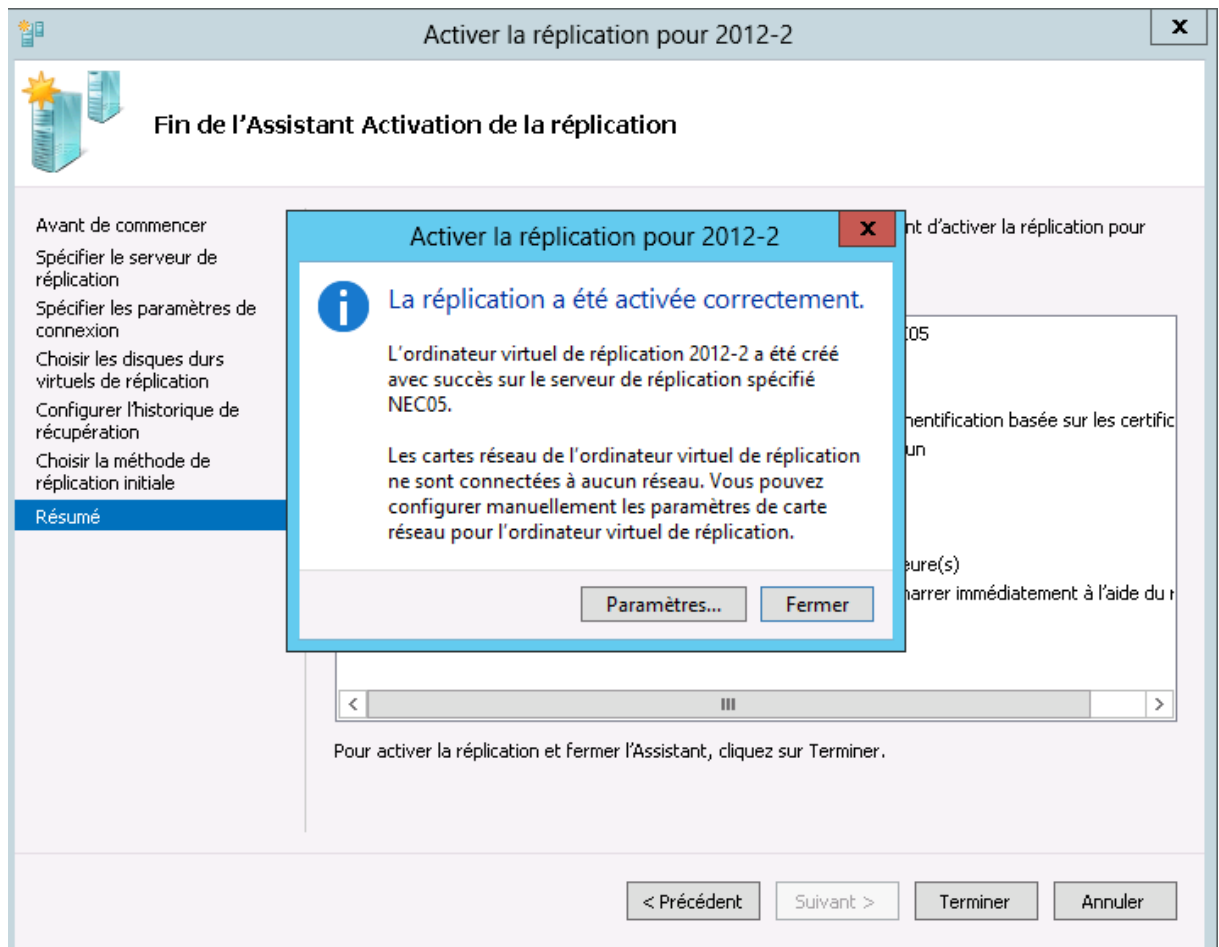 Activer la réplication pour 2012-2
x
Fin de l'Assistant Activation de la réplication
Avant de commencer
Spécifier le serveur de
réplication
Spécifier les paramètres de
connexion
Choisir les disques durs
virtuels de réplication
Configurer l'historique de
récupération
Choisir la méthode de
réplication initiale
Résumé
d'activer la réplication pour
basée sur les
(s)
immédiatement à l'aide du
Activer la réplication pour 2012-2
x
La réplication a été activée correctement.
L'ordinateur virtuel de réplication 2012-2 a été créé
avec succès sur le serveur de réplication spécifié
NEC05.
Les cartes réseau de l'ordinateur virtuel de réplication
ne sont connectées à aucun réseau. Vous pouvez
configurer manuellement les paramètres de carte
réseau pour l'ordinateur virtuel de réplication.
Paramètres...
Fermer
Pour activer la réplication et fermer l'Assistant, cliquez sur Terminer.
< Précédent
Suivant >
Terminer
Annuler